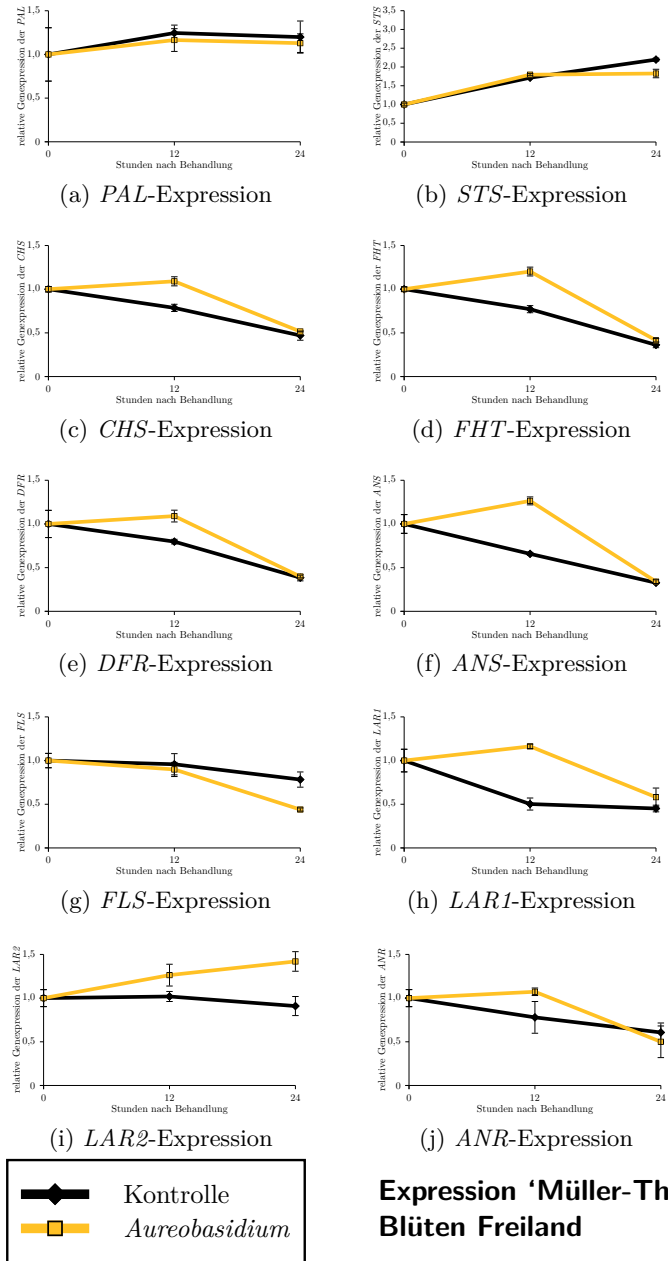 relative Genexpression der PAL
1,5
1,0
0,5
0
0
12
24
Stunden nach Behandlung
(a) PAL-Expression
relative Genexpression der STS
3,5
3,0
2,5
2,0
1,5
1,0
0,5
0
0
12
24
Stunden nach Behandlung
(b) STS-Expression
relative Genexpression der CHS
1,5
1,0
0,5
0
0
12
24
Stunden nach Behandlung
(c) CHS-Expression
relative Genexpression der FHT
1,5
1,0
0,5
0
0
12
24
Stunden nach Behandlung
(d) FHT-Expression
relative Genexpression der DFR
1,5
1,0
0,5
0
0
12
24
Stunden nach Behandlung
(e) DFR-Expression
relative Genexpression der ANS
1,5
1,0
0,5
0
0
12
24
Stunden nach Behandlung
(f) ANS-Expression
relative Genexpression der FLS
1,5
1,0
0,5
0
0
12
24
Stunden nach Behandlung
(g) FLS-Expression
relative Genexpression der LAR1
1,5
1,0
0,5
0
0
12
24
Stunden nach Behandlung
(h) LAR1-Expression
relative Genexpression der LAR2
1,5
1,0
0,5
0
0
12
24
Stunden nach Behandlung
(i) LAR2-Expression
relative Genexpression der ANR
1,5
1,0
0,5
0
0
12
24
Stunden nach Behandlung
(j) ANR-Expression
Kontrolle
Aureobasidium
Expression ‘Müller-Th
Blüten Freiland